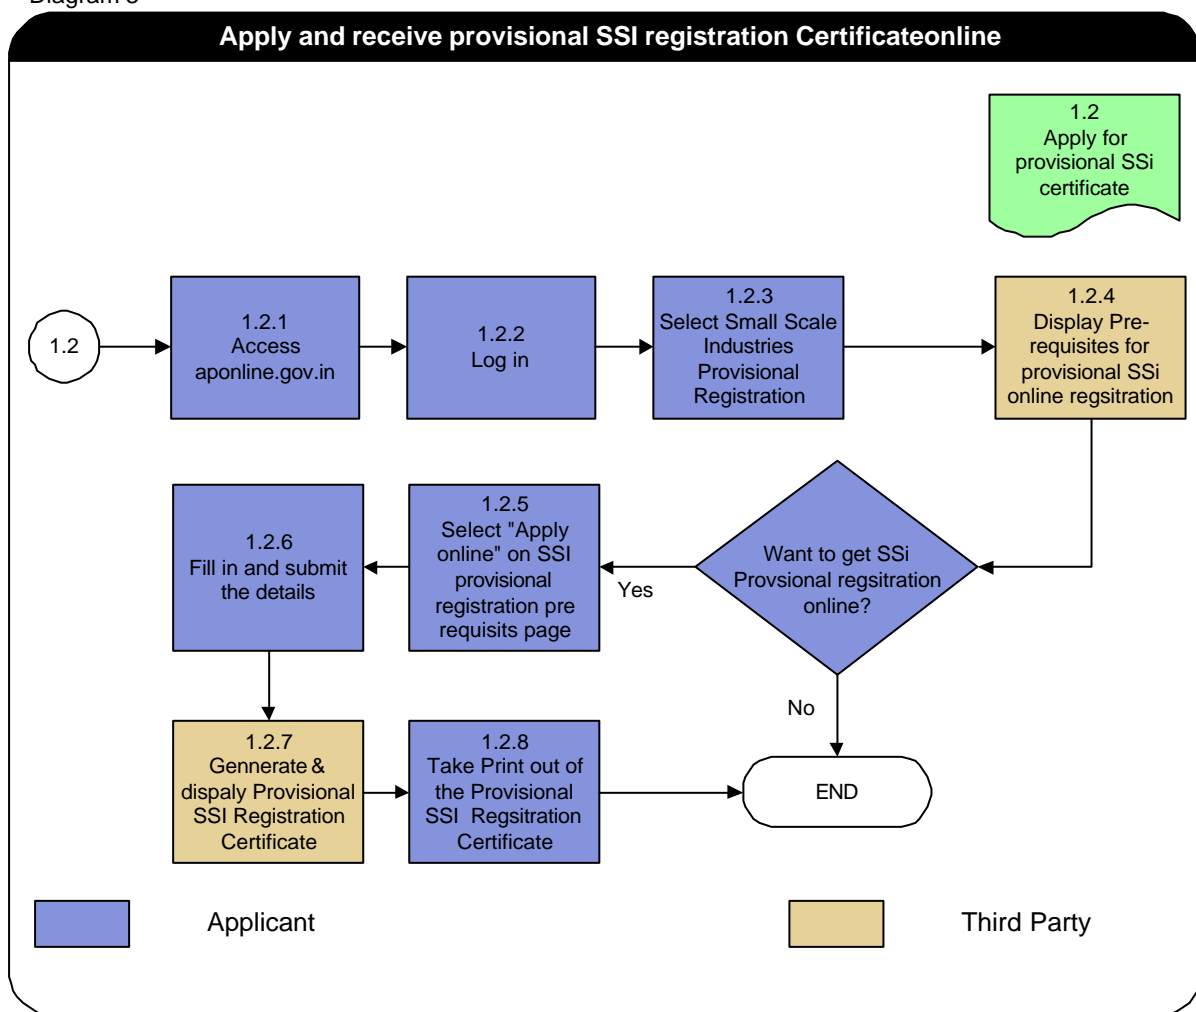 Apply and receive provisional SSI registration Certificateonline
1.2
Apply for
provisional SSi
certificate
1.2
1.2.1
Access
aponline.gov.in
1.2.2
Log in
1.2.3
Select Small Scale
Industries
Provisional
Registration
1.2.4
Display Pre-
requisites for
provisional SSi
online regsitration
Want to get SSi
Provsional regsitration
online?
Yes
No
1.2.5
Select "Apply
online" on SSI
provisional
registration pre
requisits page
1.2.6
Fill in and submit
the details
1.2.7
Gennerate &
dispaly Provisional
SSI Registration
Certificate
1.2.8
Take Print out of
the Provisional
SSI Regsitration
Certificate
END
Applicant
Third Party